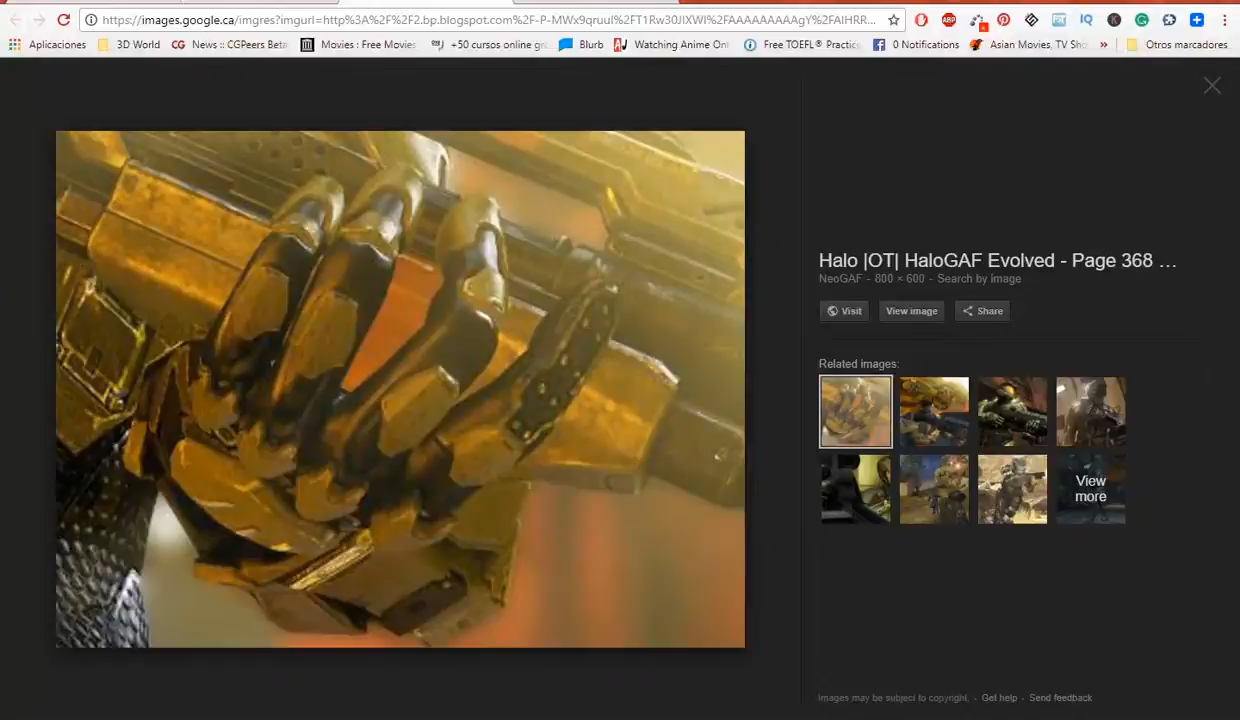 https://images.google.ca/imgres?imgurl=http%3A%2F%2F2.bp.blogspot.com%2F-P-MWx9qruuI%2FT1Rw30JIXWI%2FAAAAAAAAAgY%2FAIHRR...
Aplicaciones 3D World CG News :: CGPeers Beta Movies : Free Movies +50 cursos online gr Blurb Watching Anime Onl Free TOEFL® Practic 0 Notifications Asian Movies, TV Sho » Otros marcadores
Halo |OT| HaloGAF Evolved - Page 368 ...
NeoGAF - 800 × 600 - Search by image
Visit View image Share
Related images:
View
more
Images may be subject to copyright. - Get help - Send feedback